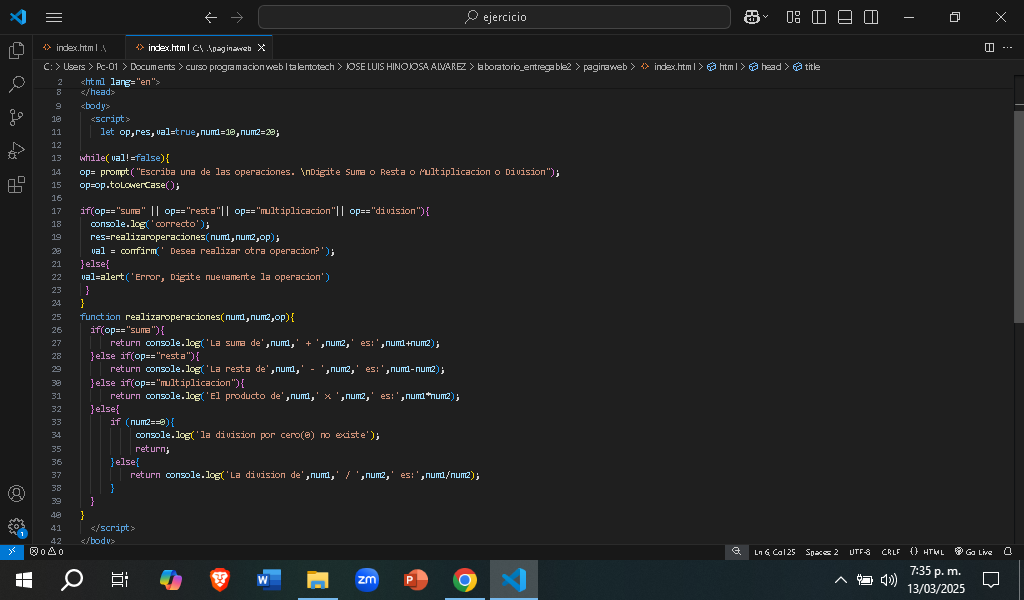 ejercicio
index.html .\
index.html C:\...\paginaweb
C: > Users > Pc-01 > Documents > curso programacion web l talentotech > JOSE LUIS HINOJOSA ALVAREZ > laboratorio_entregable2 > paginaweb > index.html > html > head > title
2 <html lang="en">
8 </head>
9 <body>
10 <script>
11 let op,res,val=true,num1=10,num2=20;
12
13 while(val!=false){
14 op= prompt("Escriba una de las operaciones. \nDigite Suma o Resta o Multiplicacion o Division");
15 op=op.toLowerCase();
16
17 if(op=="suma" || op=="resta"|| op=="multiplicacion"|| op=="division"){
18 console.log('correcto');
19 res=realizaroperaciones(num1,num2,op);
20 val = confirm(' Desea realizar otra operacion?');
21 }else{
22 val=alert('Error, Digite nuevamente la operacion')
23 }
24 }
25 function realizaroperaciones(num1,num2,op){
26 if(op=="suma"){
27 return console.log('La suma de',num1,' + ',num2,' es:',num1+num2);
28 }else if(op=="resta"){
29 return console.log('La resta de',num1,' - ',num2,' es:',num1-num2);
30 }else if(op=="multiplicacion"){
31 return console.log('El producto de',num1,' x ',num2,' es:',num1*num2);
32 }else{
33 if (num2==0){
34 console.log('la division por cero(0) no existe');
35 return;
36 }else{
37 return console.log('La division de',num1,' / ',num2,' es:',num1/num2);
38 }
39 }
40 }
41 </script>
42 </body>
1
0 0
Ln 6, Col 25 Spaces: 2 UTF-8 CRLF {} HTML Go Live
W zm P
7:35 p. m.
13/03/2025